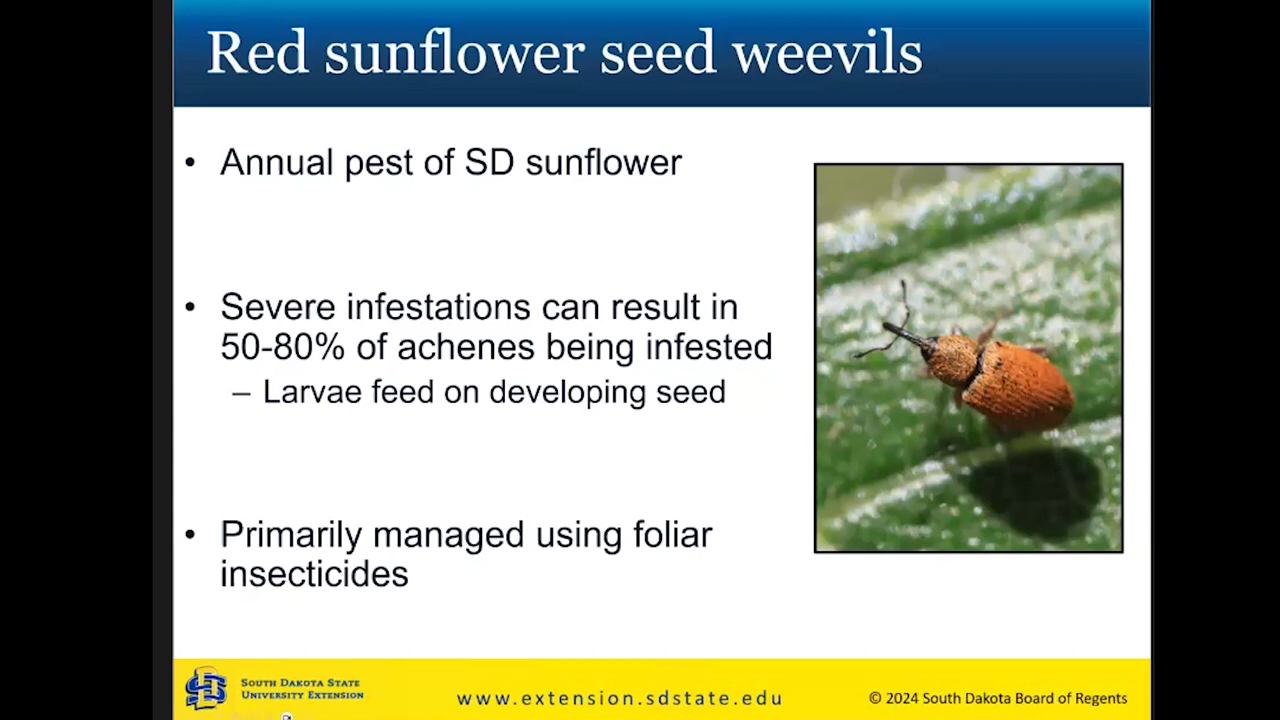 Red sunflower seed weevils
• Annual pest of SD sunflower
• Severe infestations can result in
50-80% of achenes being infested
– Larvae feed on developing seed
• Primarily managed using foliar
insecticides
SOUTH DAKOTA STATE
UNIVERSITY EXTENSION
www.extension.sdstate.edu
© 2024 South Dakota Board of Regents